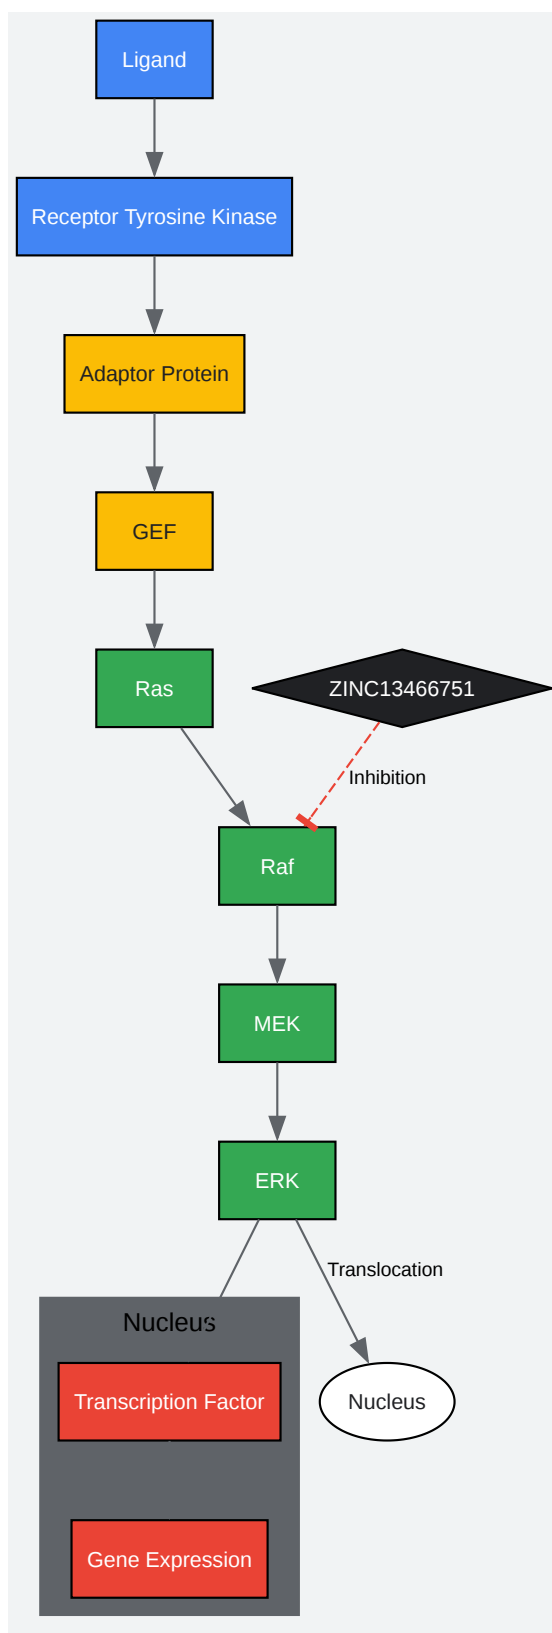 Ligand
Receptor Tyrosine Kinase
Adaptor Protein
GEF
Ras
ZINC13466751
Inhibition
Raf
MEK
ERK
Translocation
Nucleus
Transcription Factor
Nucleus
Gene Expression